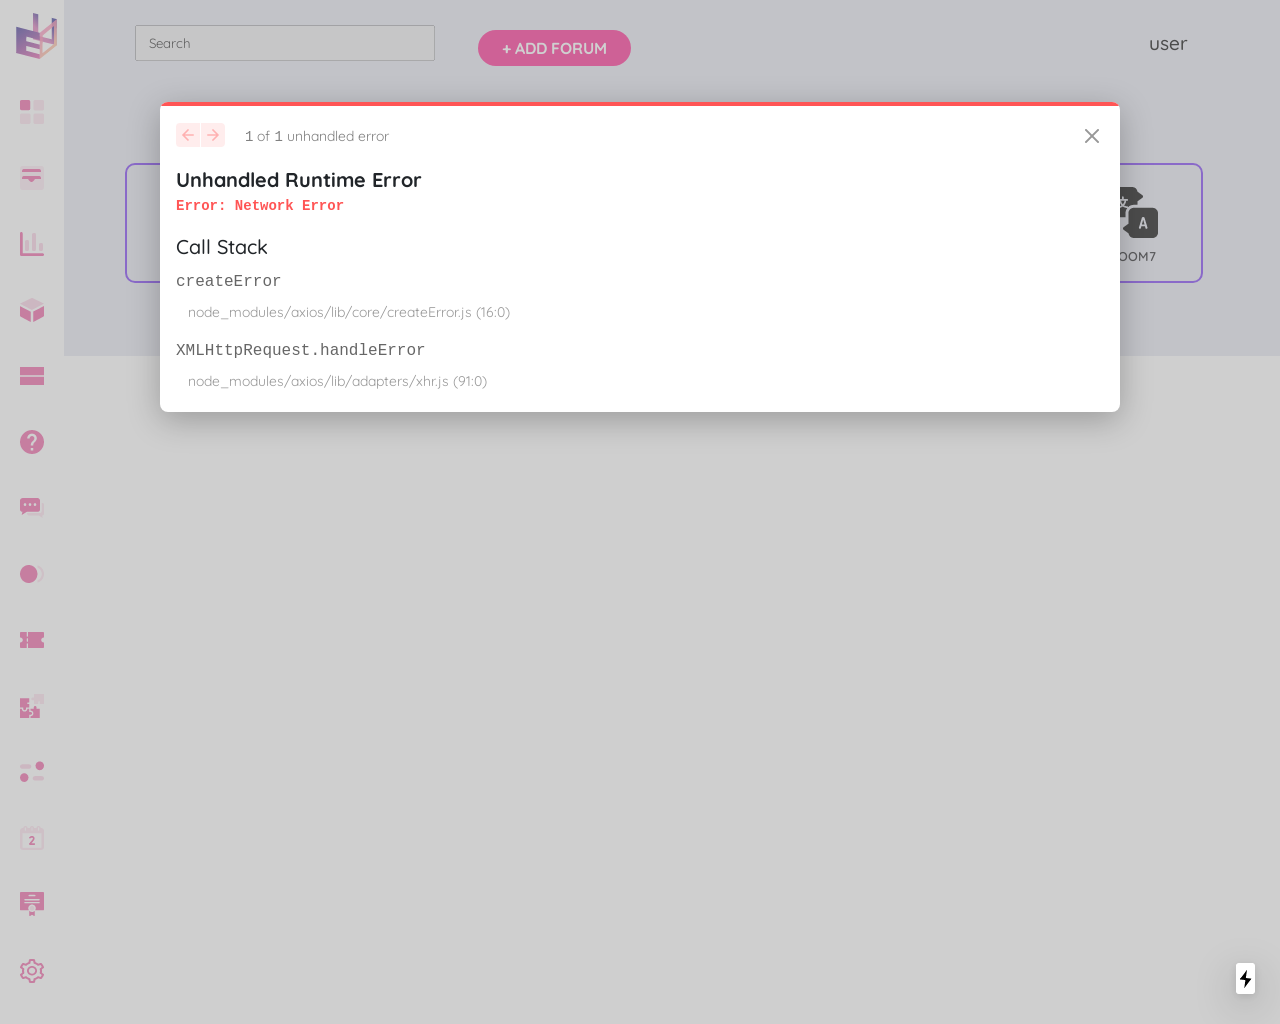 Search
+ ADD FORUM
user
1 of 1 unhandled error
Unhandled Runtime Error
Error: Network Error
Call Stack
createError
node_modules/axios/lib/core/createError.js (16:0)
XMLHttpRequest.handleError
node_modules/axios/lib/adapters/xhr.js (91:0)
A
OOM7
2